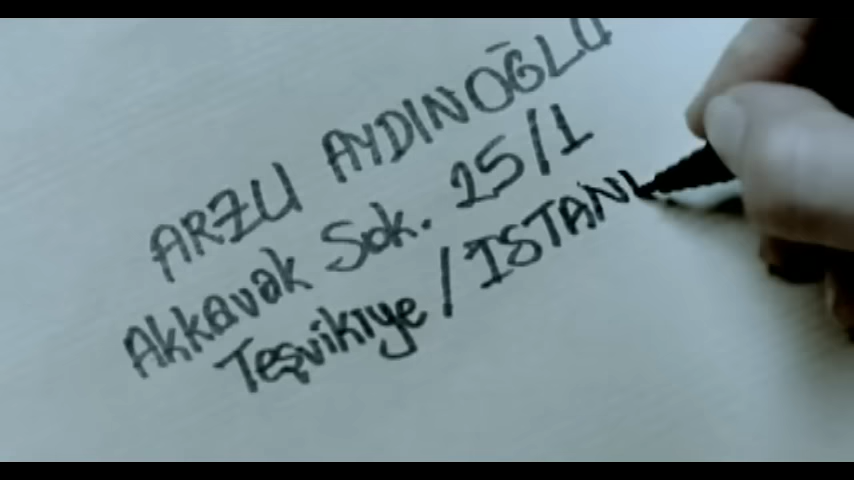 ARZU AYDINOĞLU
Akkavak Sok. 25/1
Teşvikiye / ISTAN